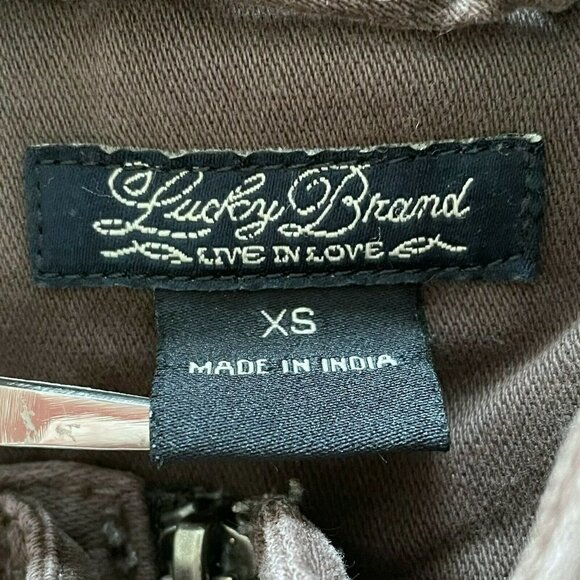 Lucky Brand
LIVE IN LOVE
XS
MADE IN INDIA